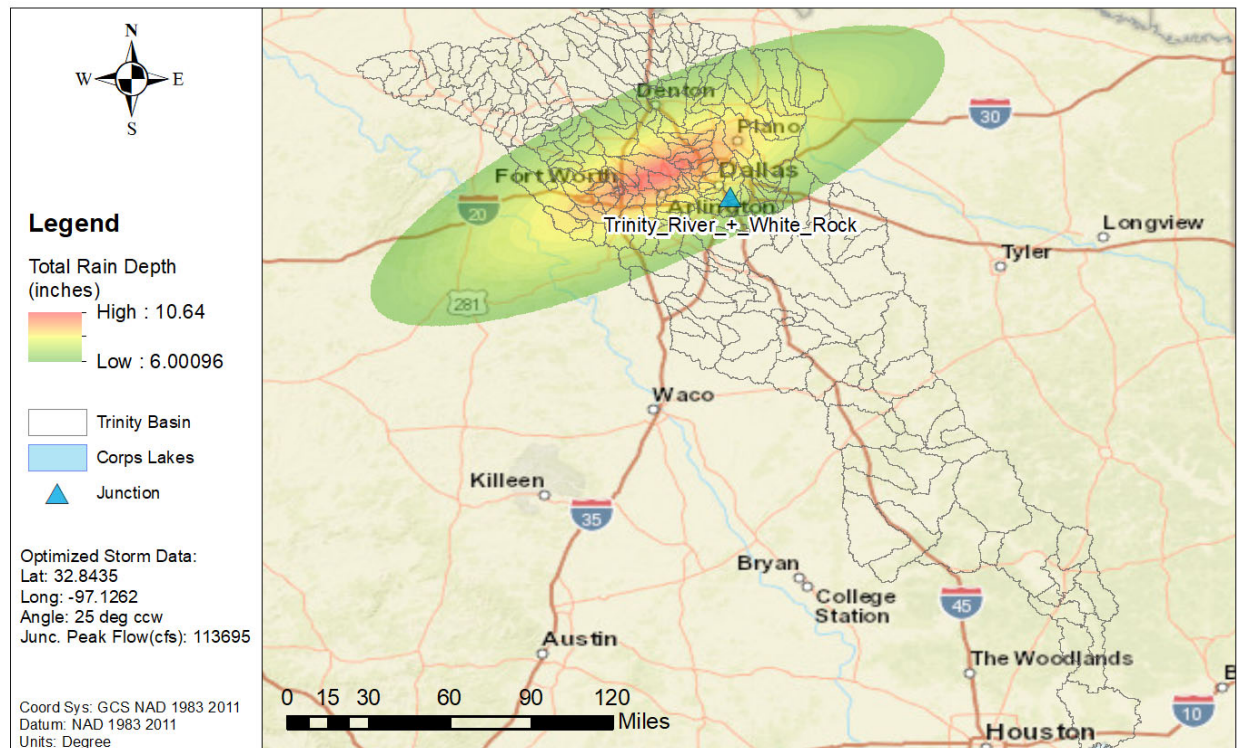 N
W E
S
Legend
Total Rain Depth
(inches)
High : 10.64
Low : 6.00096
Trinity Basin
Corps Lakes
Junction
Optimized Storm Data:
Lat: 32.8435
Long: -97.1262
Angle: 25 deg ccw
Junc. Peak Flow(cfs): 113695
Coord Sys: GCS NAD 1983 2011
Datum: NAD 1983 2011
Units: Degree
Denton
30
Plano
Dallas
Fort Worth
20
Arlington
Trinity_River_+_White_Rock
Longview
Tyler
281
Waco
Killeen
35
Bryan
College
Station
45
Austin
The Woodlands
B
10
Houston
0 15 30 60 90 120
Miles